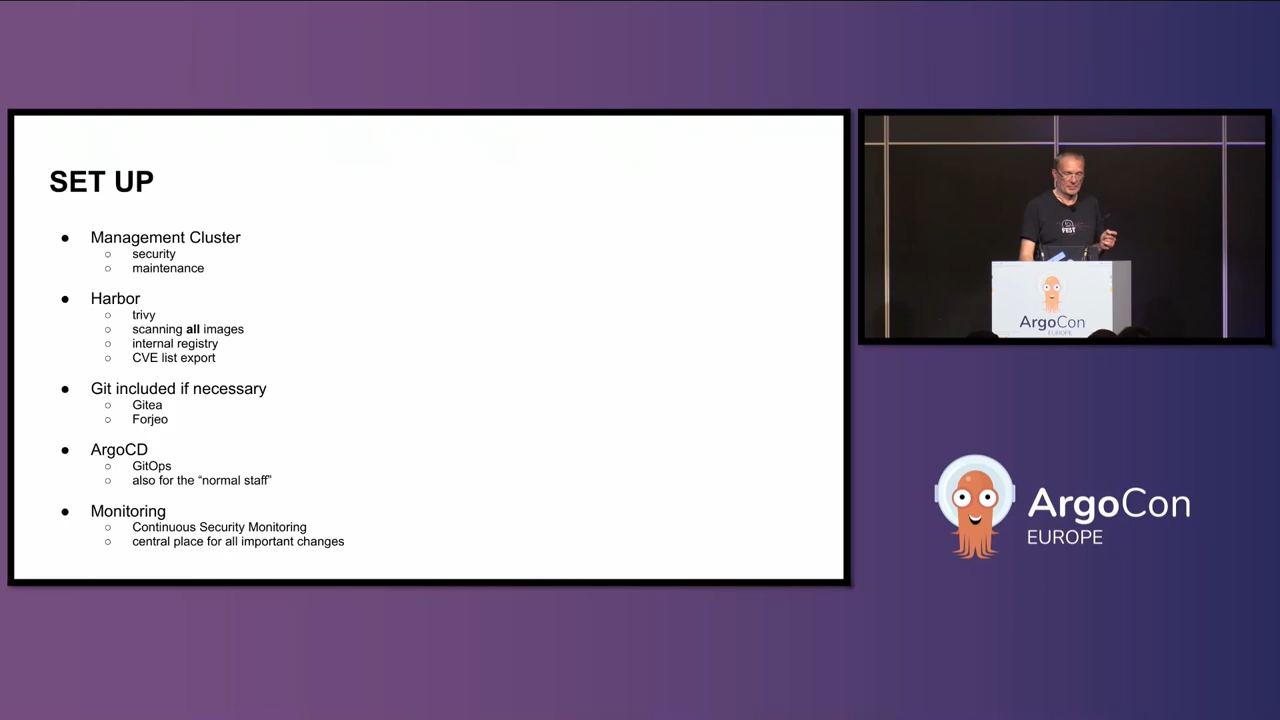 SET UP
● Management Cluster
○ security
○ maintenance
● Harbor
○ trivy
○ scanning all images
○ internal registry
○ CVE list export
● Git included if necessary
○ Gitea
○ Forjeo
● ArgoCD
○ GitOps
○ also for the “normal staff”
● Monitoring
○ Continuous Security Monitoring
○ central place for all important changes
FEST
ArgoCon
EUROPE
ArgoCon
EUROPE